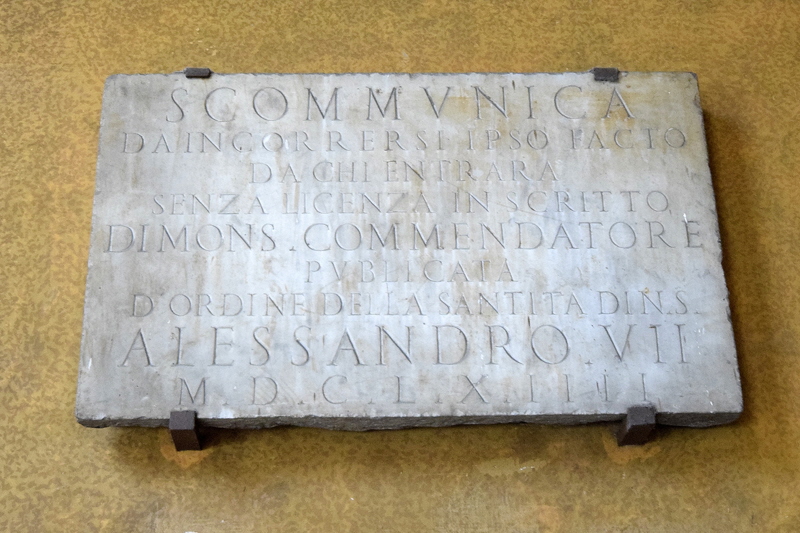 SCOMMVNICA
DA INCORRERSI IPSO FACTO
DA CHI ENTRARA
SENZA LICENZA IN SCRITTO
DI MONS. COMMENDATORE
PVBLICATA
D'ORDINE DELLA SANTITA DI N.S.
ALESSANDRO VII
M.D.C.L.X.IIII